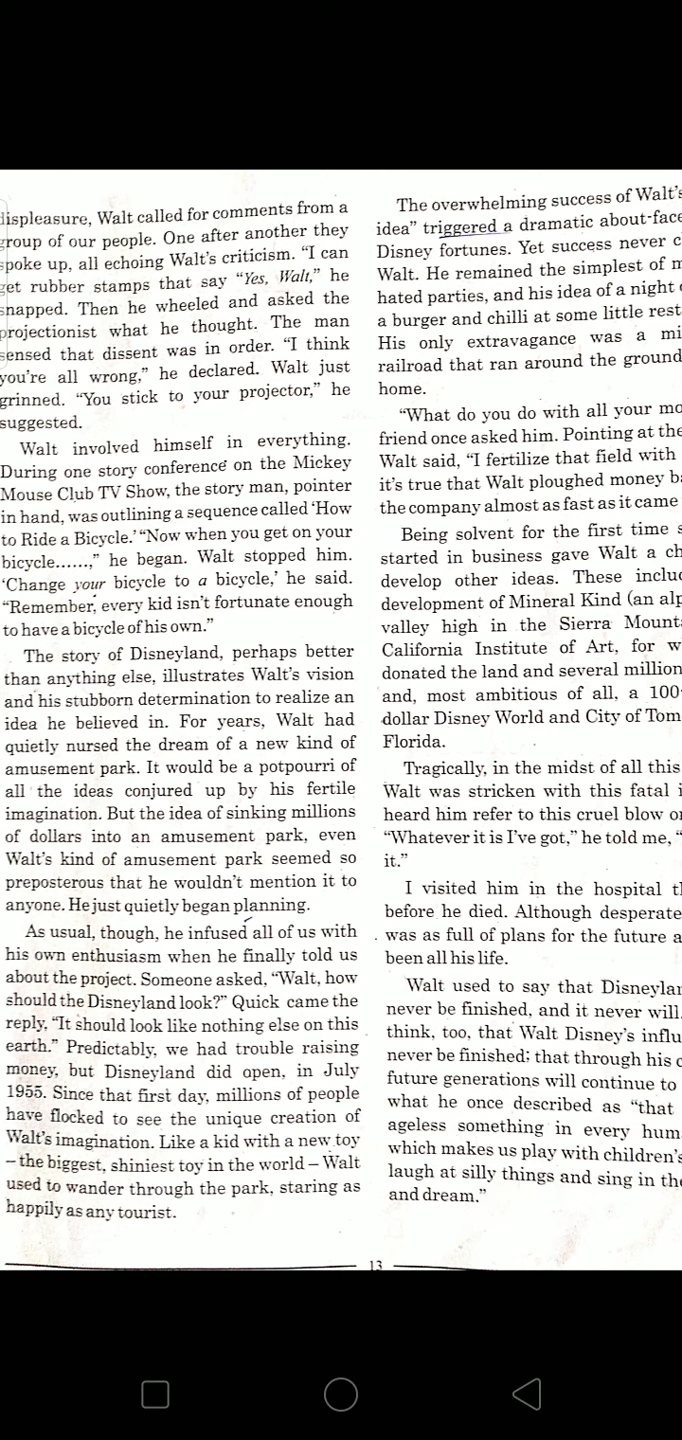 displeasure, Walt called for comments from a
group of our people. One after another they
spoke up, all echoing Walt's criticism. "I can
get rubber stamps that say "Yes, Walt," he
snapped. Then he wheeled and asked the
projectionist what he thought. The man
sensed that dissent was in order. "I think
you're all wrong," he declared. Walt just
grinned. "You stick to your projector," he
suggested.
Walt involved himself in everything.
During one story conference on the Mickey
Mouse Club TV Show, the story man, pointer
in hand, was outlining a sequence called 'How
to Ride a Bicycle.' "Now when you get on your
bicycle......," he began. Walt stopped him.
'Change your bicycle to a bicycle,' he said.
"Remember, every kid isn't fortunate enough
to have a bicycle of his own."
The story of Disneyland, perhaps better
than anything else, illustrates Walt's vision
and his stubborn determination to realize an
idea he believed in. For years, Walt had
quietly nursed the dream of a new kind of
amusement park. It would be a potpourri of
all the ideas conjured up by his fertile
imagination. But the idea of sinking millions
of dollars into an amusement park, even
Walt's kind of amusement park seemed so
preposterous that he wouldn't mention it to
anyone. He just quietly began planning.
As usual, though, he infused all of us with
his own enthusiasm when he finally told us
about the project. Someone asked, "Walt, how
should the Disneyland look?" Quick came the
reply, "It should look like nothing else on this
earth." Predictably, we had trouble raising
money, but Disneyland did open, in July
1955. Since that first day, millions of people
have flocked to see the unique creation of
Walt's imagination. Like a kid with a new toy
– the biggest, shiniest toy in the world – Walt
used to wander through the park, staring as
happily as any tourist.
The overwhelming success of Walt's
idea" triggered a dramatic about-face
Disney fortunes. Yet success never c
Walt. He remained the simplest of m
hated parties, and his idea of a night
a burger and chilli at some little rest
His only extravagance was a mi
railroad that ran around the ground
home.
"What do you do with all your mo
friend once asked him. Pointing at the
Walt said, "I fertilize that field with
it's true that Walt ploughed money ba
the company almost as fast as it came
Being solvent for the first time s
started in business gave Walt a ch
develop other ideas. These includ
development of Mineral Kind (an alp
valley high in the Sierra Mount
California Institute of Art, for w
donated the land and several million
and, most ambitious of all, a 100-
dollar Disney World and City of Tom
Florida.
Tragically, in the midst of all this
Walt was stricken with this fatal i
heard him refer to this cruel blow or
"Whatever it is I've got," he told me, "
it."
I visited him in the hospital th
before he died. Although desperate
was as full of plans for the future a
been all his life.
Walt used to say that Disneylan
never be finished, and it never will.
think, too, that Walt Disney's influ
never be finished; that through his c
future generations will continue to
what he once described as "that
ageless something in every hum
which makes us play with children's
laugh at silly things and sing in the
and dream."
13